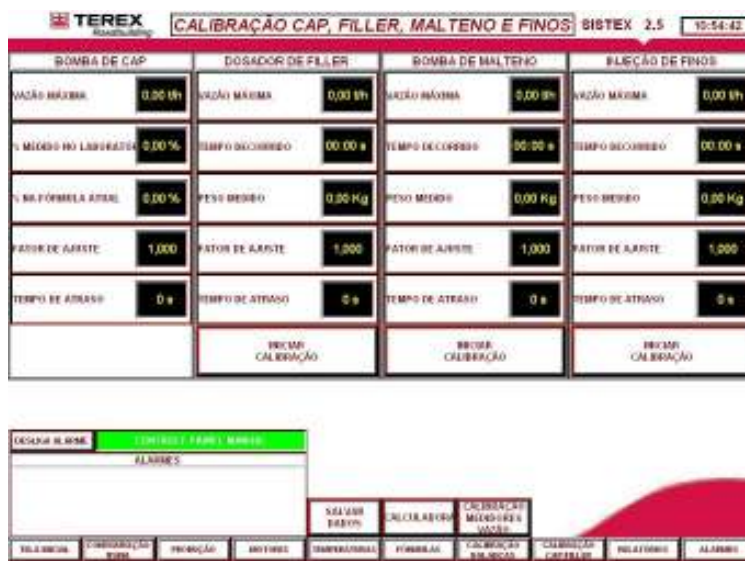 TEREX
Roadbuilding
CALIBRAÇÃO CAP, FILLER, MALTENO E FINOS
SISTEX 2.5
10:54:42
BOMBA DE CAP
DOSADOR DE FILLER
BOMBA DE MALTENO
INJEÇÃO DE FINOS
VAZÃO MÁXIMA 0,00 t/h
VAZÃO MÁXIMA 0,00 t/h
VAZÃO MÁXIMA 0,00 t/h
VAZÃO MÁXIMA 0,00 t/h
% MEDIDO NO LABORATÓR 0,00 %
TEMPO DECORRIDO 00:00 s
TEMPO DECORRIDO 00:00 s
TEMPO DECORRIDO 00:00 s
% NA FÓRMULA ATUAL 0,00 %
PESO MEDIDO 0,00 Kg
PESO MEDIDO 0,00 Kg
PESO MEDIDO 0,00 Kg
FATOR DE AJUSTE 1,000
FATOR DE AJUSTE 1,000
FATOR DE AJUSTE 1,000
FATOR DE AJUSTE 1,000
TEMPO DE ATRASO 0 s
TEMPO DE ATRASO 0 s
TEMPO DE ATRASO 0 s
TEMPO DE ATRASO 0 s
INICIAR
CALIBRAÇÃO
INICIAR
CALIBRAÇÃO
INICIAR
CALIBRAÇÃO
DESLIGA ALARME
PAINEL MANUAL
ALARMES
SALVAR
DADOS
CALCULADORA
CALIBRAÇÃO
MEDIDORES
VAZÃO
TELA INICIAL
CONFIGURAÇÃO
USINA
PRODUÇÃO
MOTORES
TEMPERATURAS
FÓRMULAS
CALIBRAÇÃO
BALANÇAS
CALIBRAÇÃO
CAP/FILLER
RELATÓRIOS
ALARMES